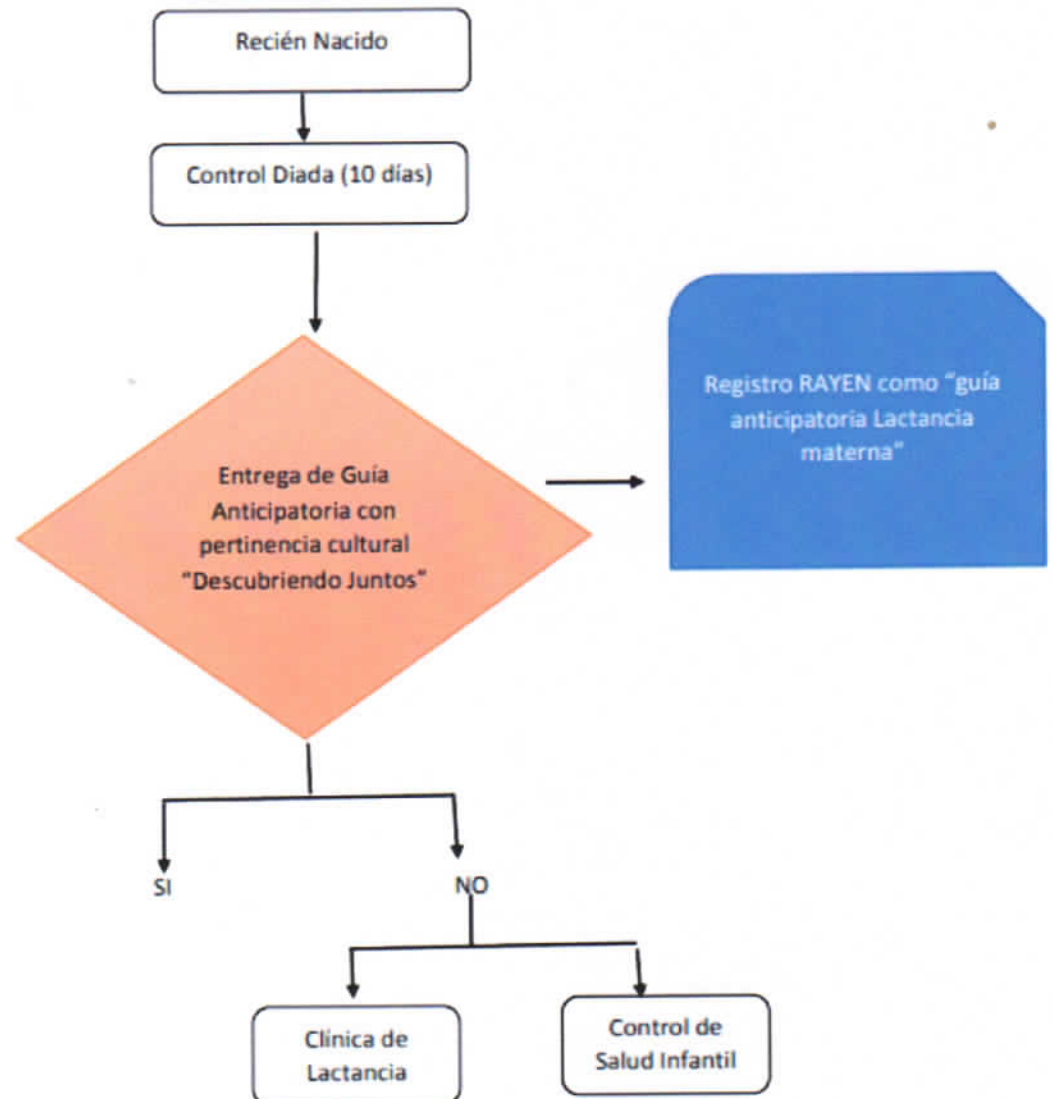 Recién Nacido
Control Diada (10 días)
Entrega de Guía
Anticipatoria con
pertinencia cultural
"Descubriendo Juntos"
Registro RAYEN como "guía
anticipatoria Lactancia
materna"
SI
NO
Clínica de
Lactancia
Control de
Salud Infantil